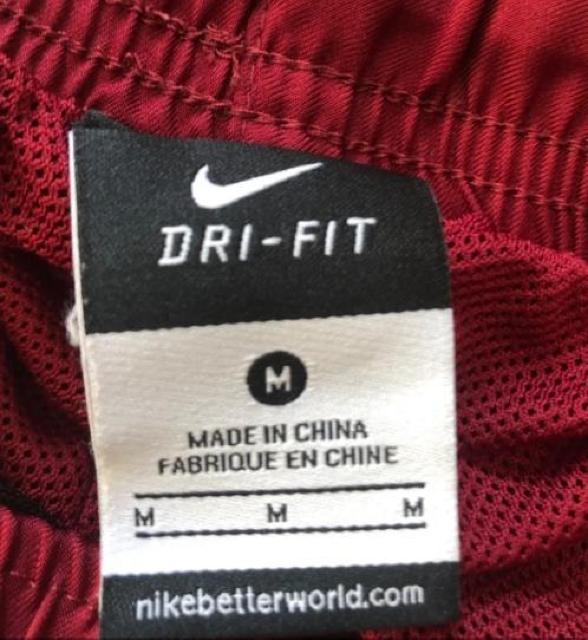 DRI-FIT
M
MADE IN CHINA
FABRIQUE EN CHINE
M M M
nikebetterworld.com